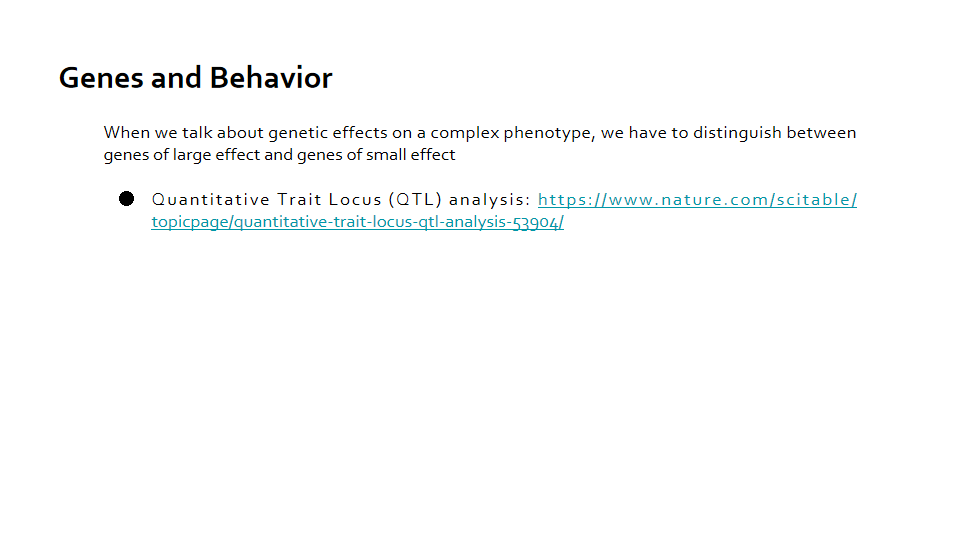 Genes and Behavior
When we talk about genetic effects on a complex phenotype, we have to distinguish between
genes of large effect and genes of small effect
● Quantitative Trait Locus (QTL) analysis: https://www.nature.com/scitable/
topicpage/quantitative-trait-locus-qtl-analysis-53904/